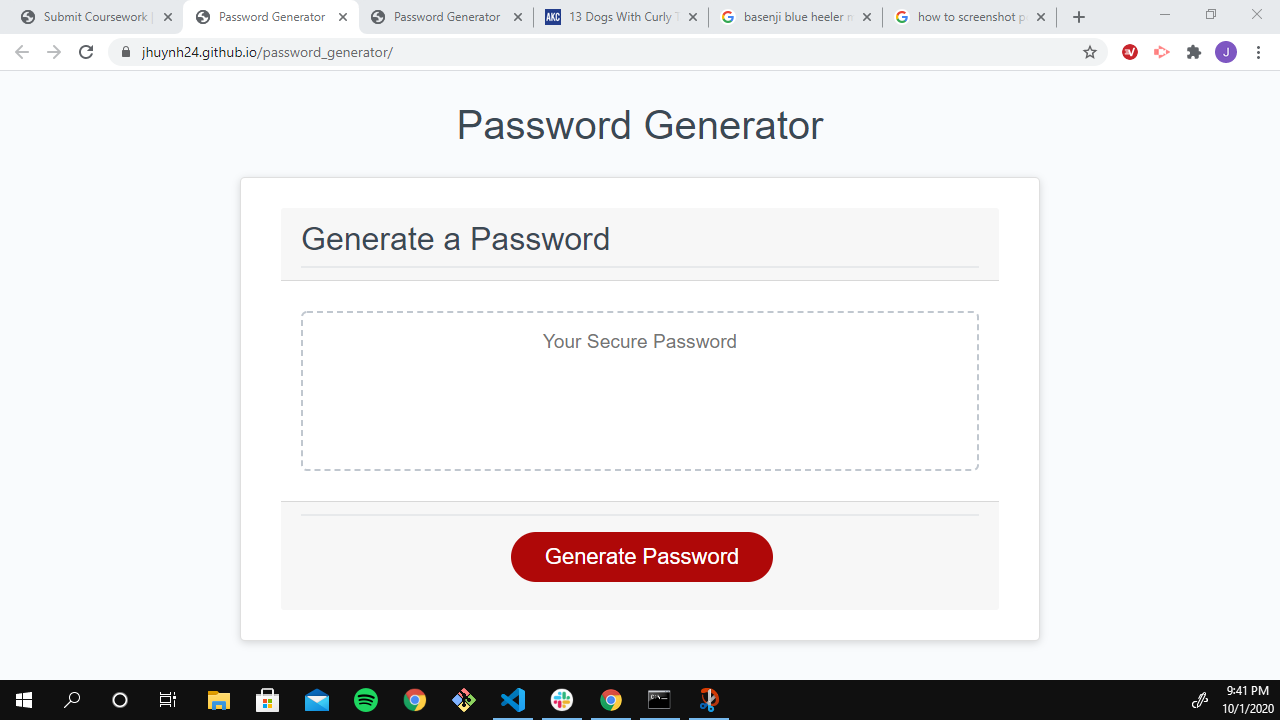 Submit Coursework
Password Generator
Password Generator
AKC 13 Dogs With Curly
basenji blue heeler
how to screenshot
J
jhuynh24.github.io/password_generator/
Password Generator
Generate a Password
Your Secure Password
Generate Password
9:41 PM
10/1/2020